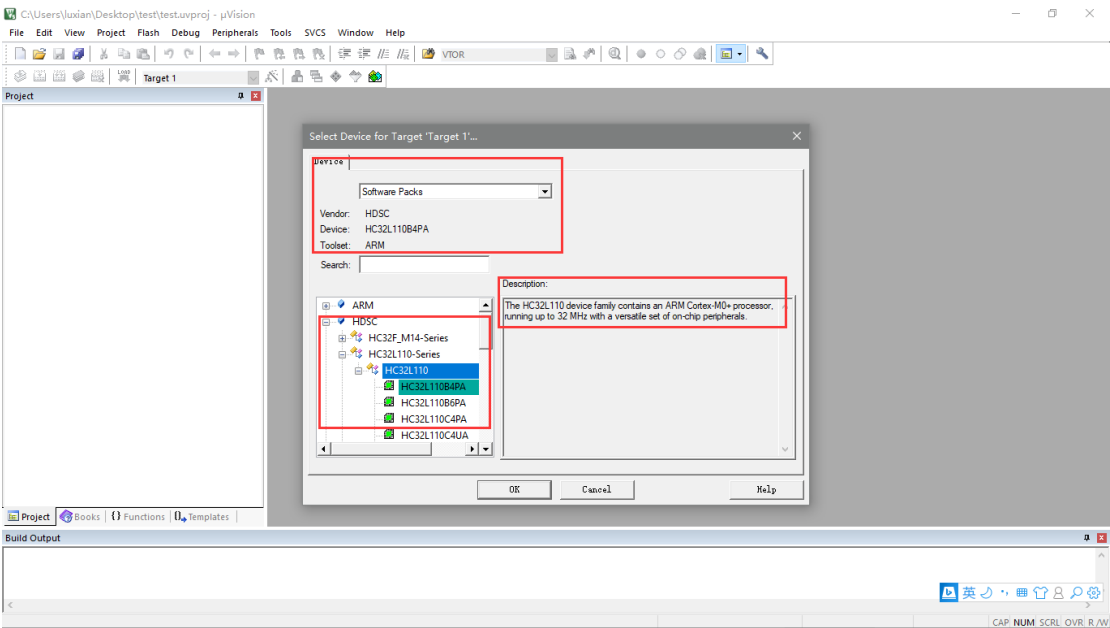 C:\Users\luxian\Desktop\test\test.uvproj - µVision
File Edit View Project Flash Debug Peripherals Tools SVCS Window Help
VTOR
LOAD
Target 1
Project
Select Device for Target 'Target 1'...
Device
Software Packs
Vendor: HDSC
Device: HC32L110B4PA
Toolset: ARM
Search:
Description:
ARM
HDSC
HC32F_M14-Series
HC32L110-Series
HC32L110
HC32L110B4PA
HC32L110B6PA
HC32L110C4PA
HC32L110C4UA
The HC32L110 device family contains an ARM Cortex-M0+ processor,
running up to 32 MHz with a versatile set of on-chip peripherals.
OK Cancel Help
Project Books {} Functions Templates
Build Output
英
CAP NUM SCRL OVR R/W